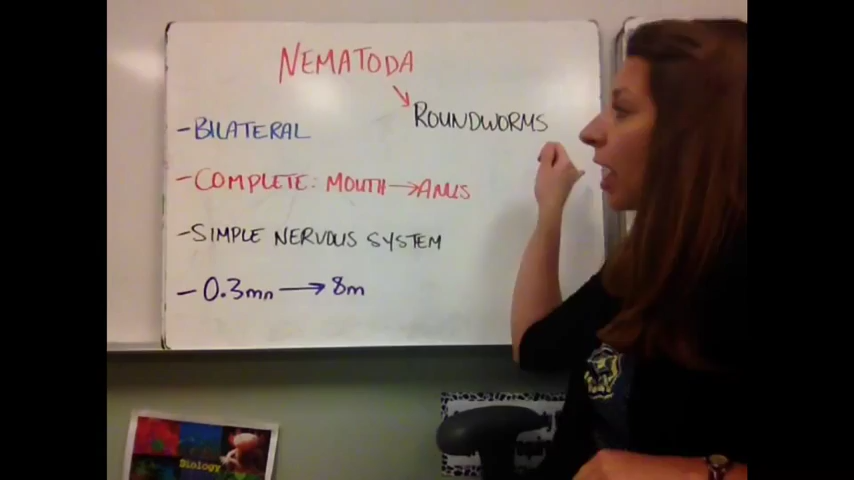 NEMATODA
ROUNDWORMS
-BILATERAL
-COMPLETE: MOUTH→ANUS
-SIMPLE NERVOUS SYSTEM
-0.3mm→8m
Biology